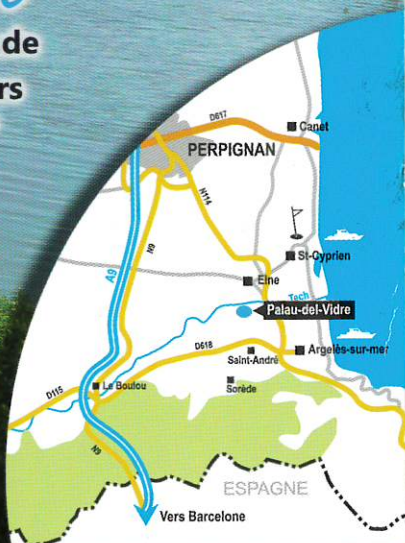 de
rs
D617
Canet
PERPIGNAN
N114
A9
N9
St-Cyprien
Elne
Tech
Palau-del-Vidre
D618
Saint-André
Argelès-sur-mer
Le Boulou
D115
Sorède
N9
ESPAGNE
Vers Barcelone